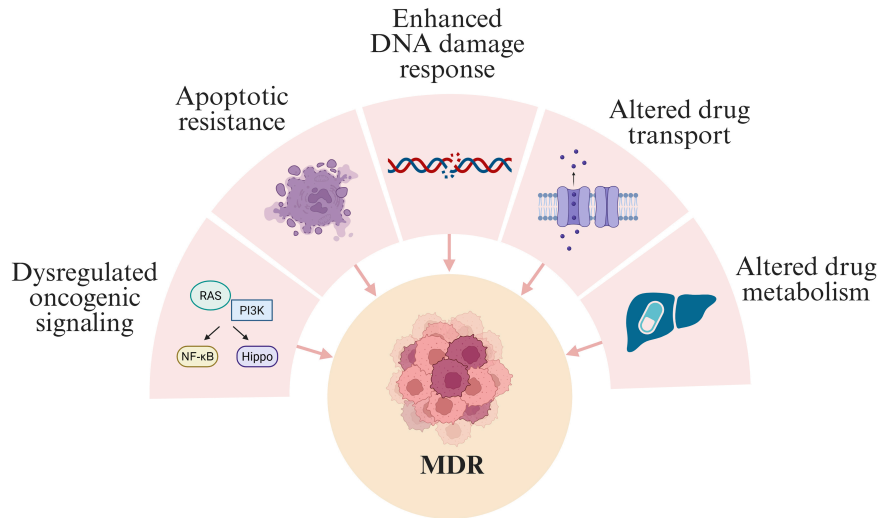 Enhanced
DNA damage
response
Apoptotic
resistance
Altered drug
transport
Dysregulated
oncogenic
signaling
Altered drug
metabolism
RAS
PI3K
NF-κB
Hippo
MDR